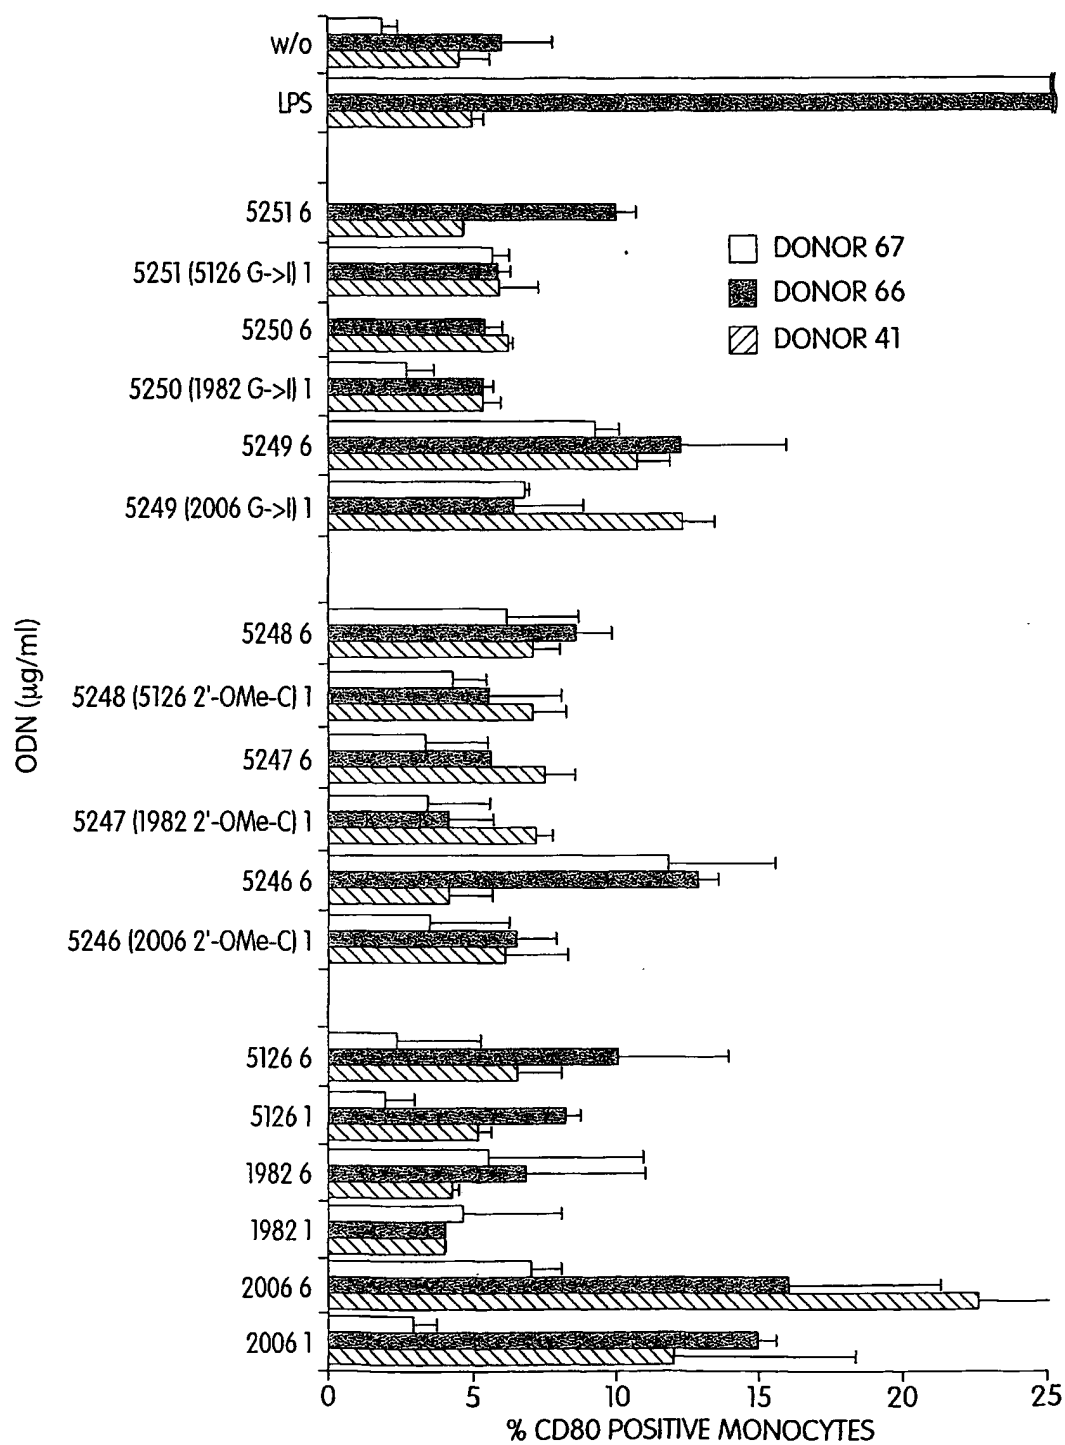 w/o
LPS
5251 6
DONOR 67
5251 (5126 G->I) 1
DONOR 66
5250 6
DONOR 41
5250 (1982 G->I) 1
5249 6
5249 (2006 G->I) 1
ODN (µg/ml)
5248 6
5248 (5126 2'-OMe-C) 1
5247 6
5247 (1982 2'-OMe-C) 1
5246 6
5246 (2006 2'-OMe-C) 1
5126 6
5126 1
1982 6
1982 1
2006 6
2006 1
0 5 10 15 20 25
% CD80 POSITIVE MONOCYTES